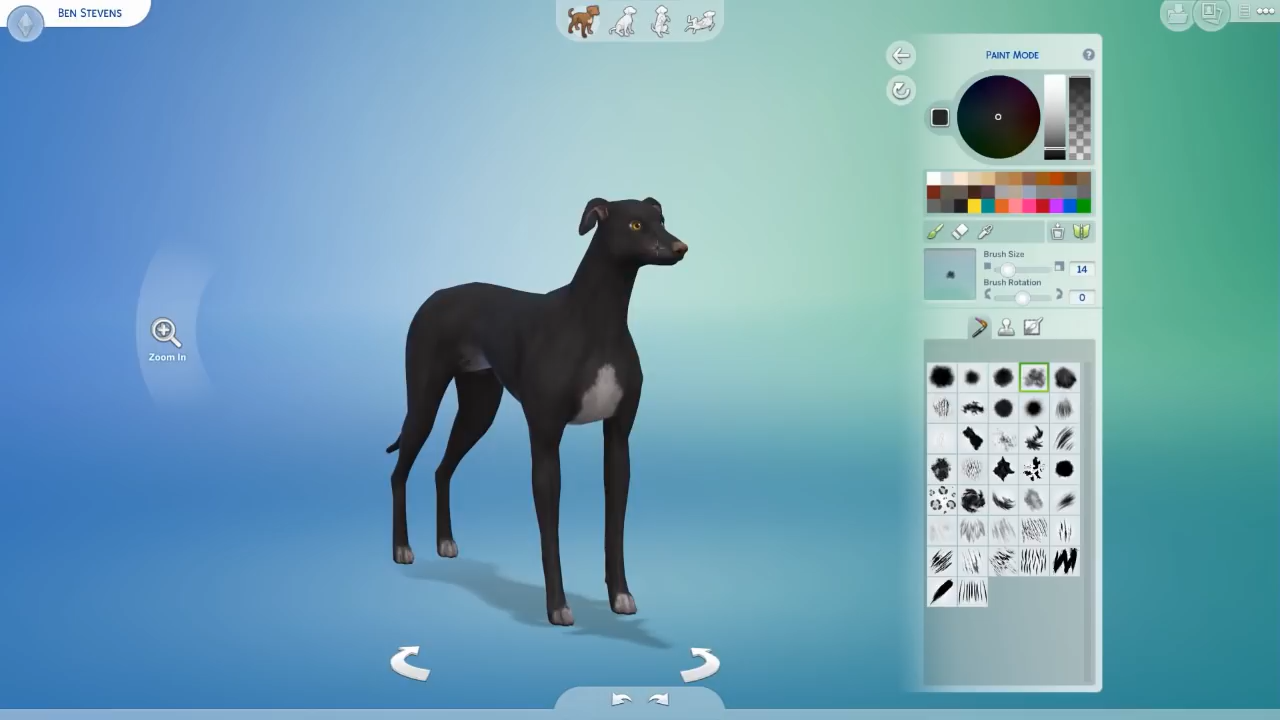 Ben Stevens
Paint Mode
?
Brush Size
14
Brush Rotation
0
Zoom In